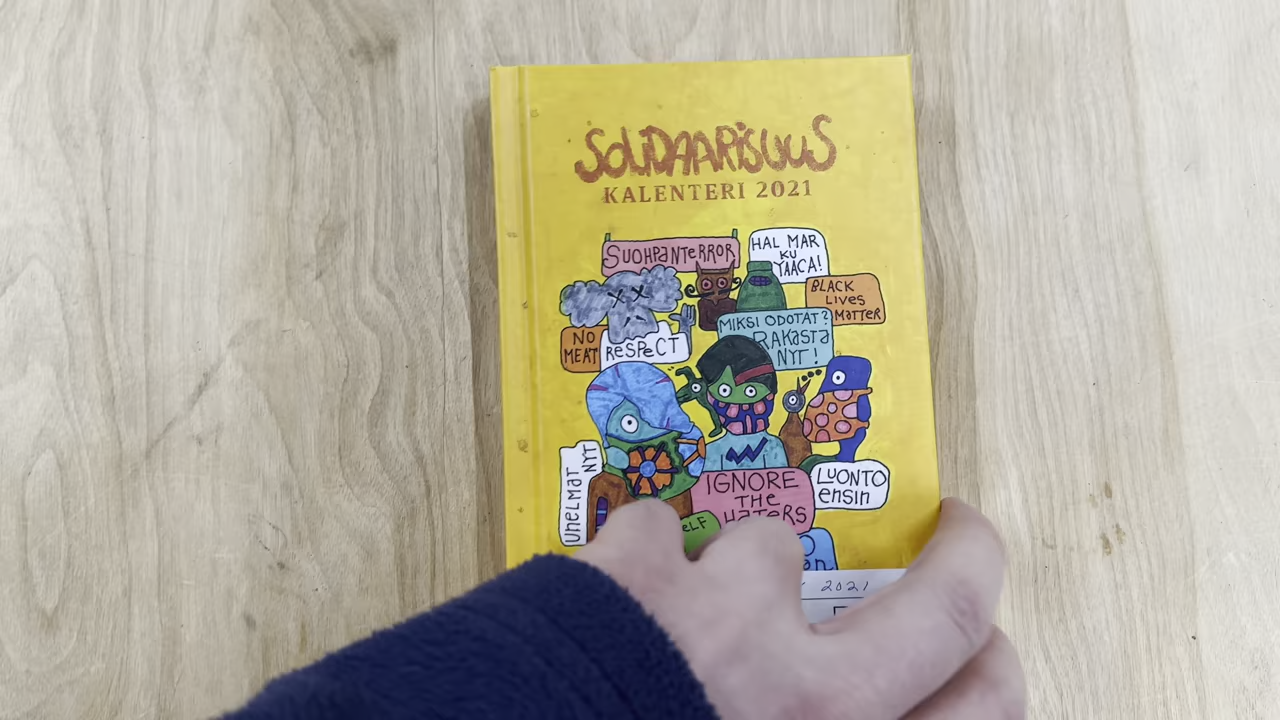 SOLiDAARiSUUS
KALENTERI 2021
SUOHPANTERROR
HAL MAR
KU
YAACA!
BLACK
LiVES
MATTER
MIKSI ODOTAT?
RAKASTA
NYT!
NO
MEAT
ReSPeCT
UNELMAT
NYT
LUONTO
ensin
IGNORE
THe
HATERS
2021